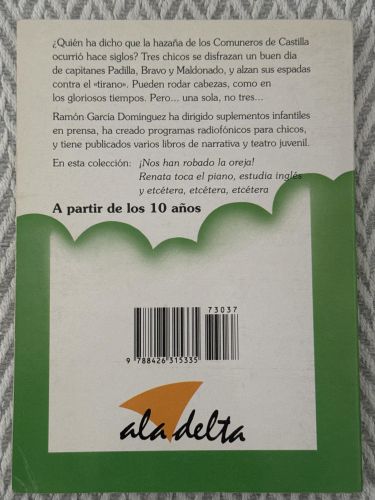 ¿Quién ha dicho que la hazaña de los Comuneros de Castilla
ocurrió hace siglos? Tres chicos se disfrazan un buen día
de capitanes Padilla, Bravo y Maldonado, y alzan sus espadas
contra el «tirano». Pueden rodar cabezas, como en
los gloriosos tiempos. Pero... una sola, no tres...
Ramón García Domínguez ha dirigido suplementos infantiles
en prensa, ha creado programas radiofónicos para chicos,
y tiene publicados varios libros de narrativa y teatro juvenil.
En esta colección: ¡Nos han robado la oreja!
Renata toca el piano, estudia inglés
y etcétera, etcétera, etcétera
A partir de los 10 años
73037
9 788426 315335
ala delta